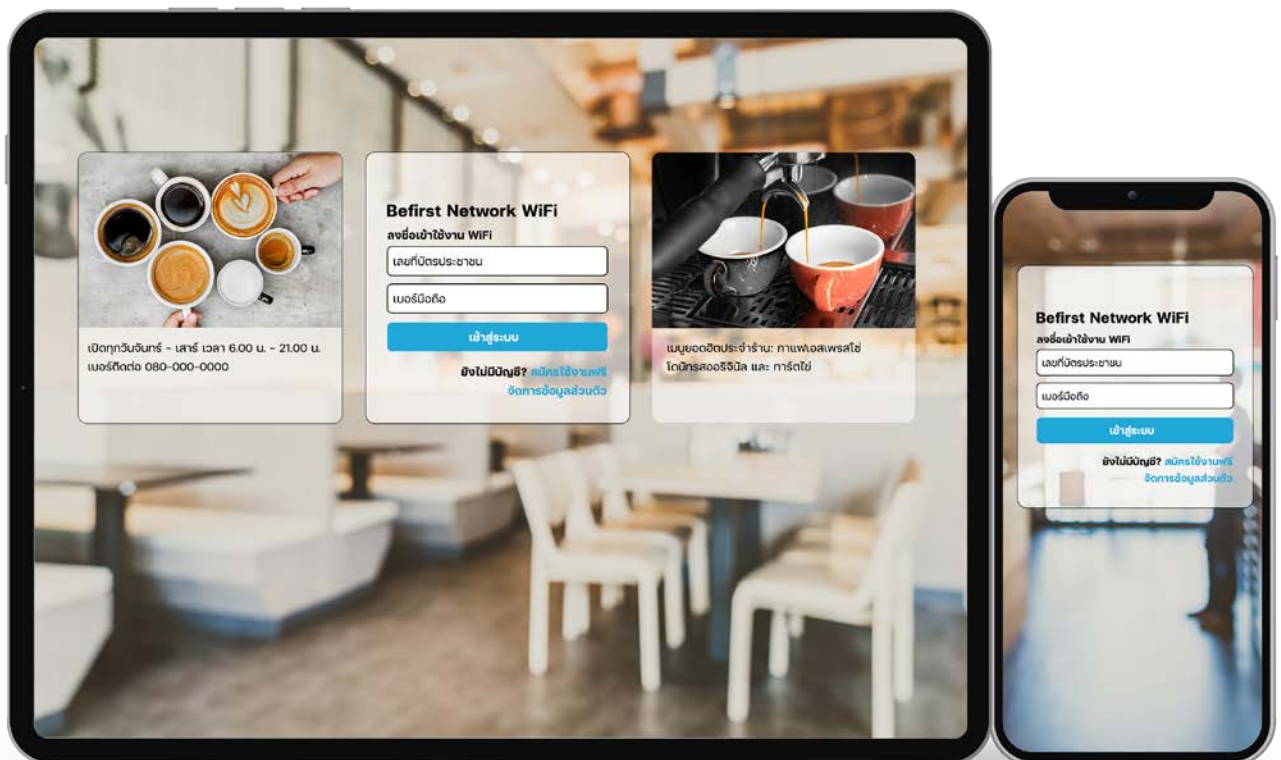 เปิดทุกวันจันทร์ - เสาร์ เวลา 6.00 น. - 21.00 น.
เบอร์ติดต่อ 080-000-0000
Befirst Network WiFi
ลงชื่อเข้าใช้งาน WiFi
เลขที่บัตรประชาชน
เบอร์มือถือ
เข้าสู่ระบบ
ยังไม่มีบัญชี? สมัครใช้งานฟรี
จัดการข้อมูลส่วนตัว
เมนูยอดฮิตประจำร้าน: กาแฟเอสเพรสโซ่
โดนัทรสออริจินัล และ ทาร์ตไข่
Befirst Network WiFi
ลงชื่อเข้าใช้งาน WiFi
เลขที่บัตรประชาชน
เบอร์มือถือ
เข้าสู่ระบบ
ยังไม่มีบัญชี? สมัครใช้งานฟรี
จัดการข้อมูลส่วนตัว